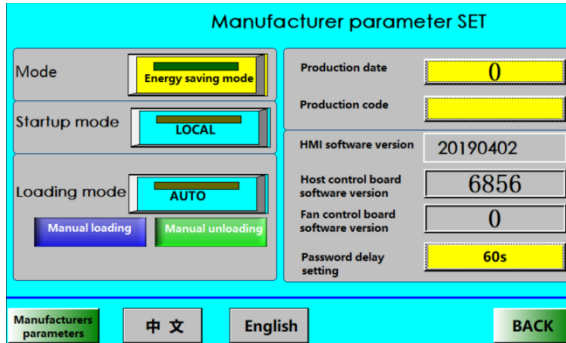 Manufacturer parameter SET
Mode
Energy saving mode
Startup mode
LOCAL
Loading mode
AUTO
Manual loading
Manual unloading
Production date
0
Production code
HMI software version
20190402
Host control board
software version
6856
Fan control board
software version
0
Password delay
setting
60s
Manufacturers
parameters
中 文
English
BACK